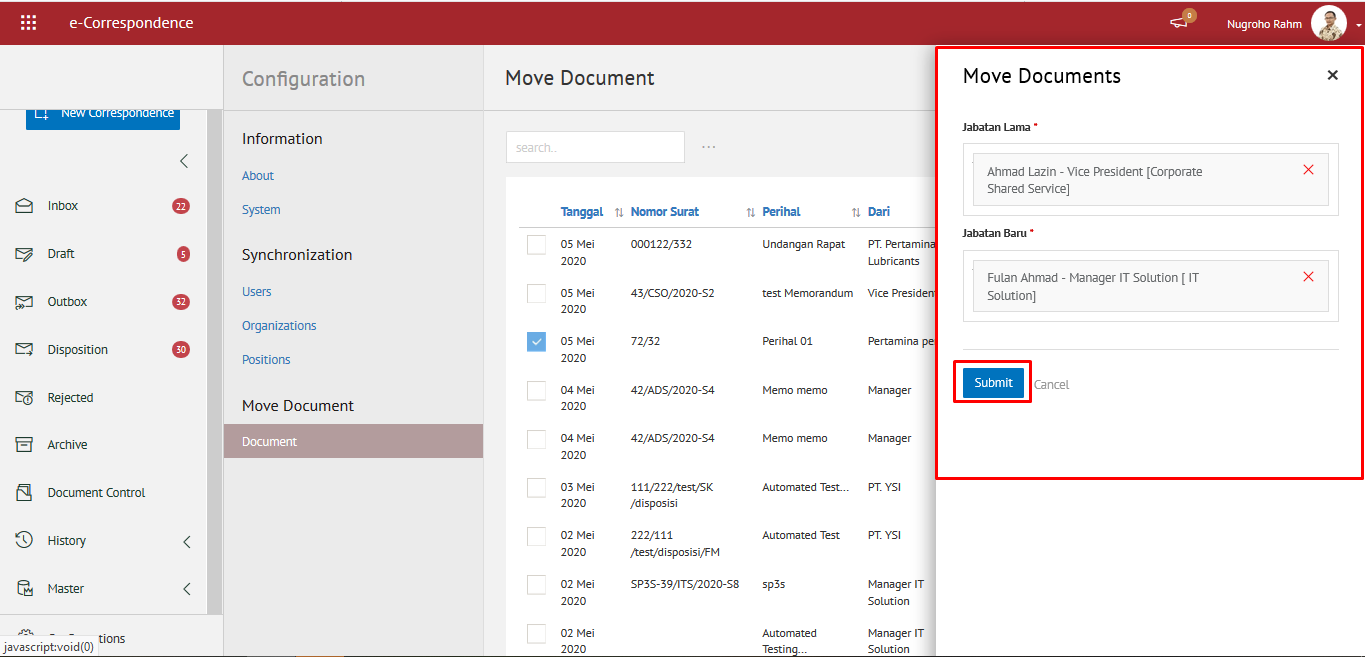 e-Correspondence
0
Nugroho Rahm
New Correspondence
Inbox 22
Draft 5
Outbox 32
Disposition 30
Rejected
Archive
Document Control
History
Master
javascript:void(0)
Configuration
Information
About
System
Synchronization
Users
Organizations
Positions
Move Document
Document
Move Document
search..
...
Tanggal Nomor Surat Perihal Dari
05 Mei 000122/332 Undangan Rapat PT. Pertamina
2020 Lubricants
05 Mei 43/CSO/2020-S2 test Memorandum Vice President
2020
05 Mei 72/32 Perihal 01 Pertamina pe
2020
04 Mei 42/ADS/2020-S4 Memo memo Manager
2020
04 Mei 42/ADS/2020-S4 Memo memo Manager
2020
03 Mei 111/222/test/SK Automated Test... PT. YSI
2020 /disposisi
02 Mei 222/111 Automated Test PT. YSI
2020 /test/disposisi/FM
02 Mei SP3S-39/ITS/2020-S8 sp3s Manager IT
2020 Solution
02 Mei Automated Manager IT
2020 Testing... Solution
Move Documents
Jabatan Lama *
Ahmad Lazin - Vice President [Corporate
Shared Service]
Jabatan Baru *
Fulan Ahmad - Manager IT Solution [ IT
Solution]
Submit Cancel